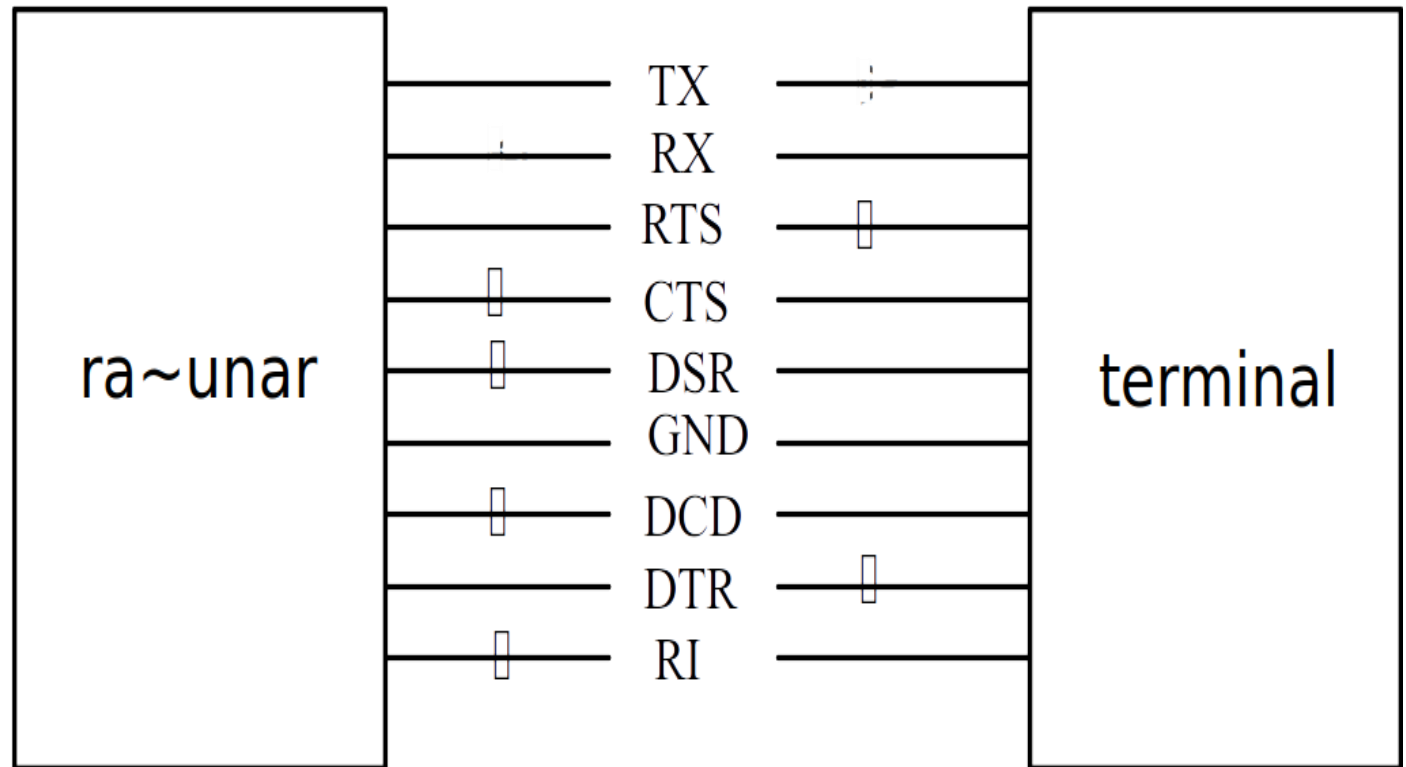 TX
RX
RTS
CTS
DSR
GND
DCD
DTR
RI
ra~unar
terminal